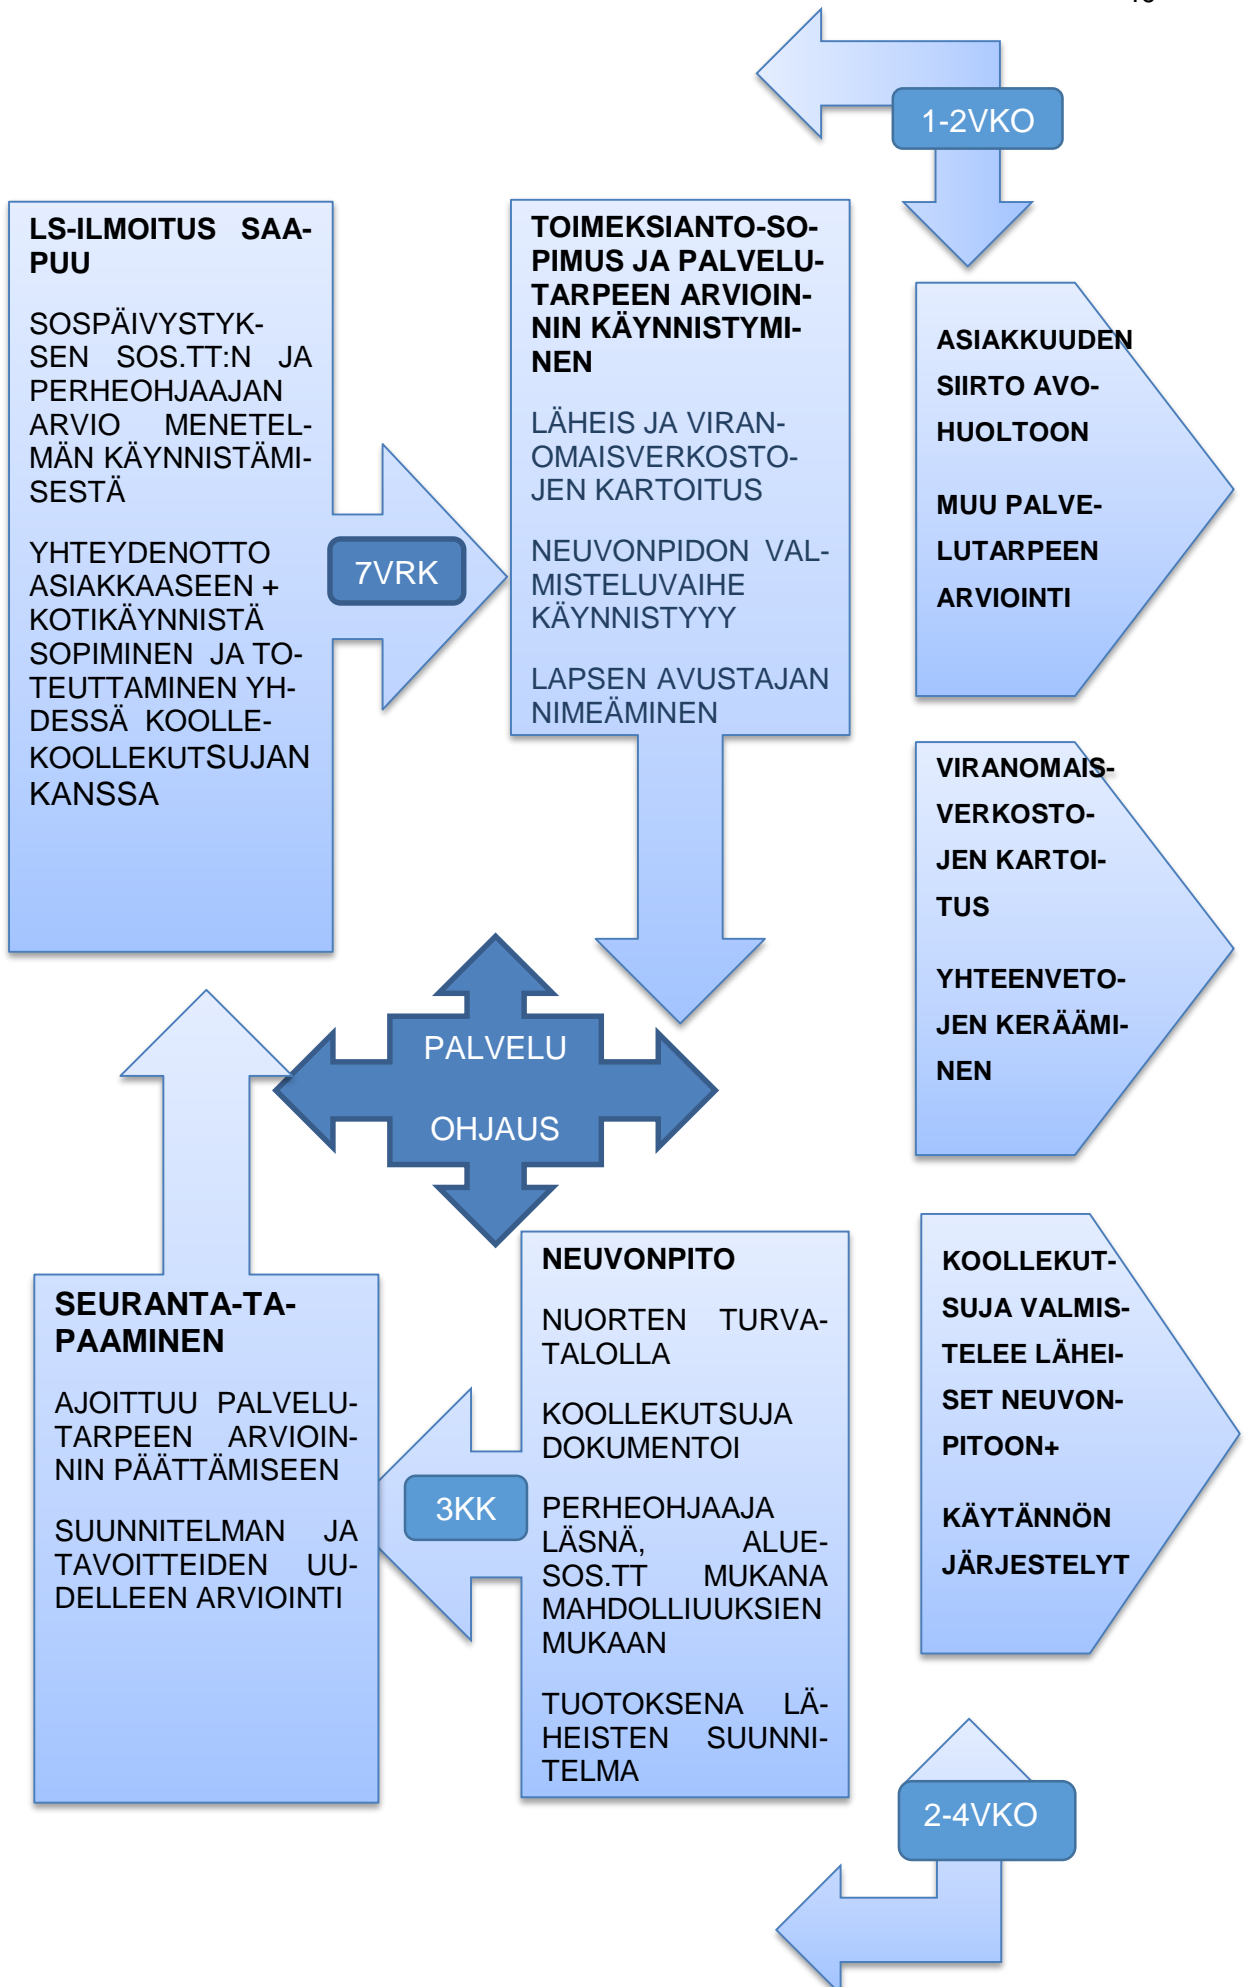 1-2VKO
LS-ILMOITUS SAA-
PUU
SOSPÄIVYSTYK-
SEN SOS.TT:N JA
PERHEOHJAAJAN
ARVIO MENETEL-
MÄN KÄYNNISTÄMI-
SESTÄ
YHTEYDENOTTO
ASIAKKAASEEN +
KOTIKÄYNNISTÄ
SOPIMINEN JA TO-
TEUTTAMINEN YH-
DESSÄ KOOLLE-
KOOLLEKUTSUJAN
KANSSA
7VRK
TOIMEKSIANTO-SO-
PIMUS JA PALVELU-
TARPEEN ARVIOIN-
NIN KÄYNNISTYMI-
NEN
LÄHEIS JA VIRAN-
OMAISVERKOSTO-
JEN KARTOITUS
NEUVONPIDON VAL-
MISTELUVAIHE
KÄYNNISTYYY
LAPSEN AVUSTAJAN
NIMEÄMINEN
ASIAKKUUDEN
SIIRTO AVO-
HUOLTOON
MUU PALVE-
LUTARPEEN
ARVIOINTI
VIRANOMAIS-
VERKOSTO-
JEN KARTOI-
TUS
YHTEENVETO-
JEN KERÄÄMI-
NEN
KOOLLEKUT-
SUJA VALMIS-
TELEE LÄHEI-
SET NEUVON-
PITOON+
KÄYTÄNNÖN
JÄRJESTELYT
2-4VKO
PALVELU
OHJAUS
NEUVONPITO
NUORTEN TURVA-
TALOLLA
KOOLLEKUTSUJA
DOKUMENTOI
PERHEOHJAAJA
LÄSNÄ, ALUE-
SOS.TT MUKANA
MAHDOLLIUUKSIEN
MUKAAN
TUOTOKSENA LÄ-
HEISTEN SUUNNI-
TELMA
3KK
SEURANTA-TA-
PAAMINEN
AJOITTUU PALVELU-
TARPEEN ARVIOIN-
NIN PÄÄTTÄMISEEN
SUUNNITELMAN JA
TAVOITTEIDEN UU-
DELLEEN ARVIOINTI